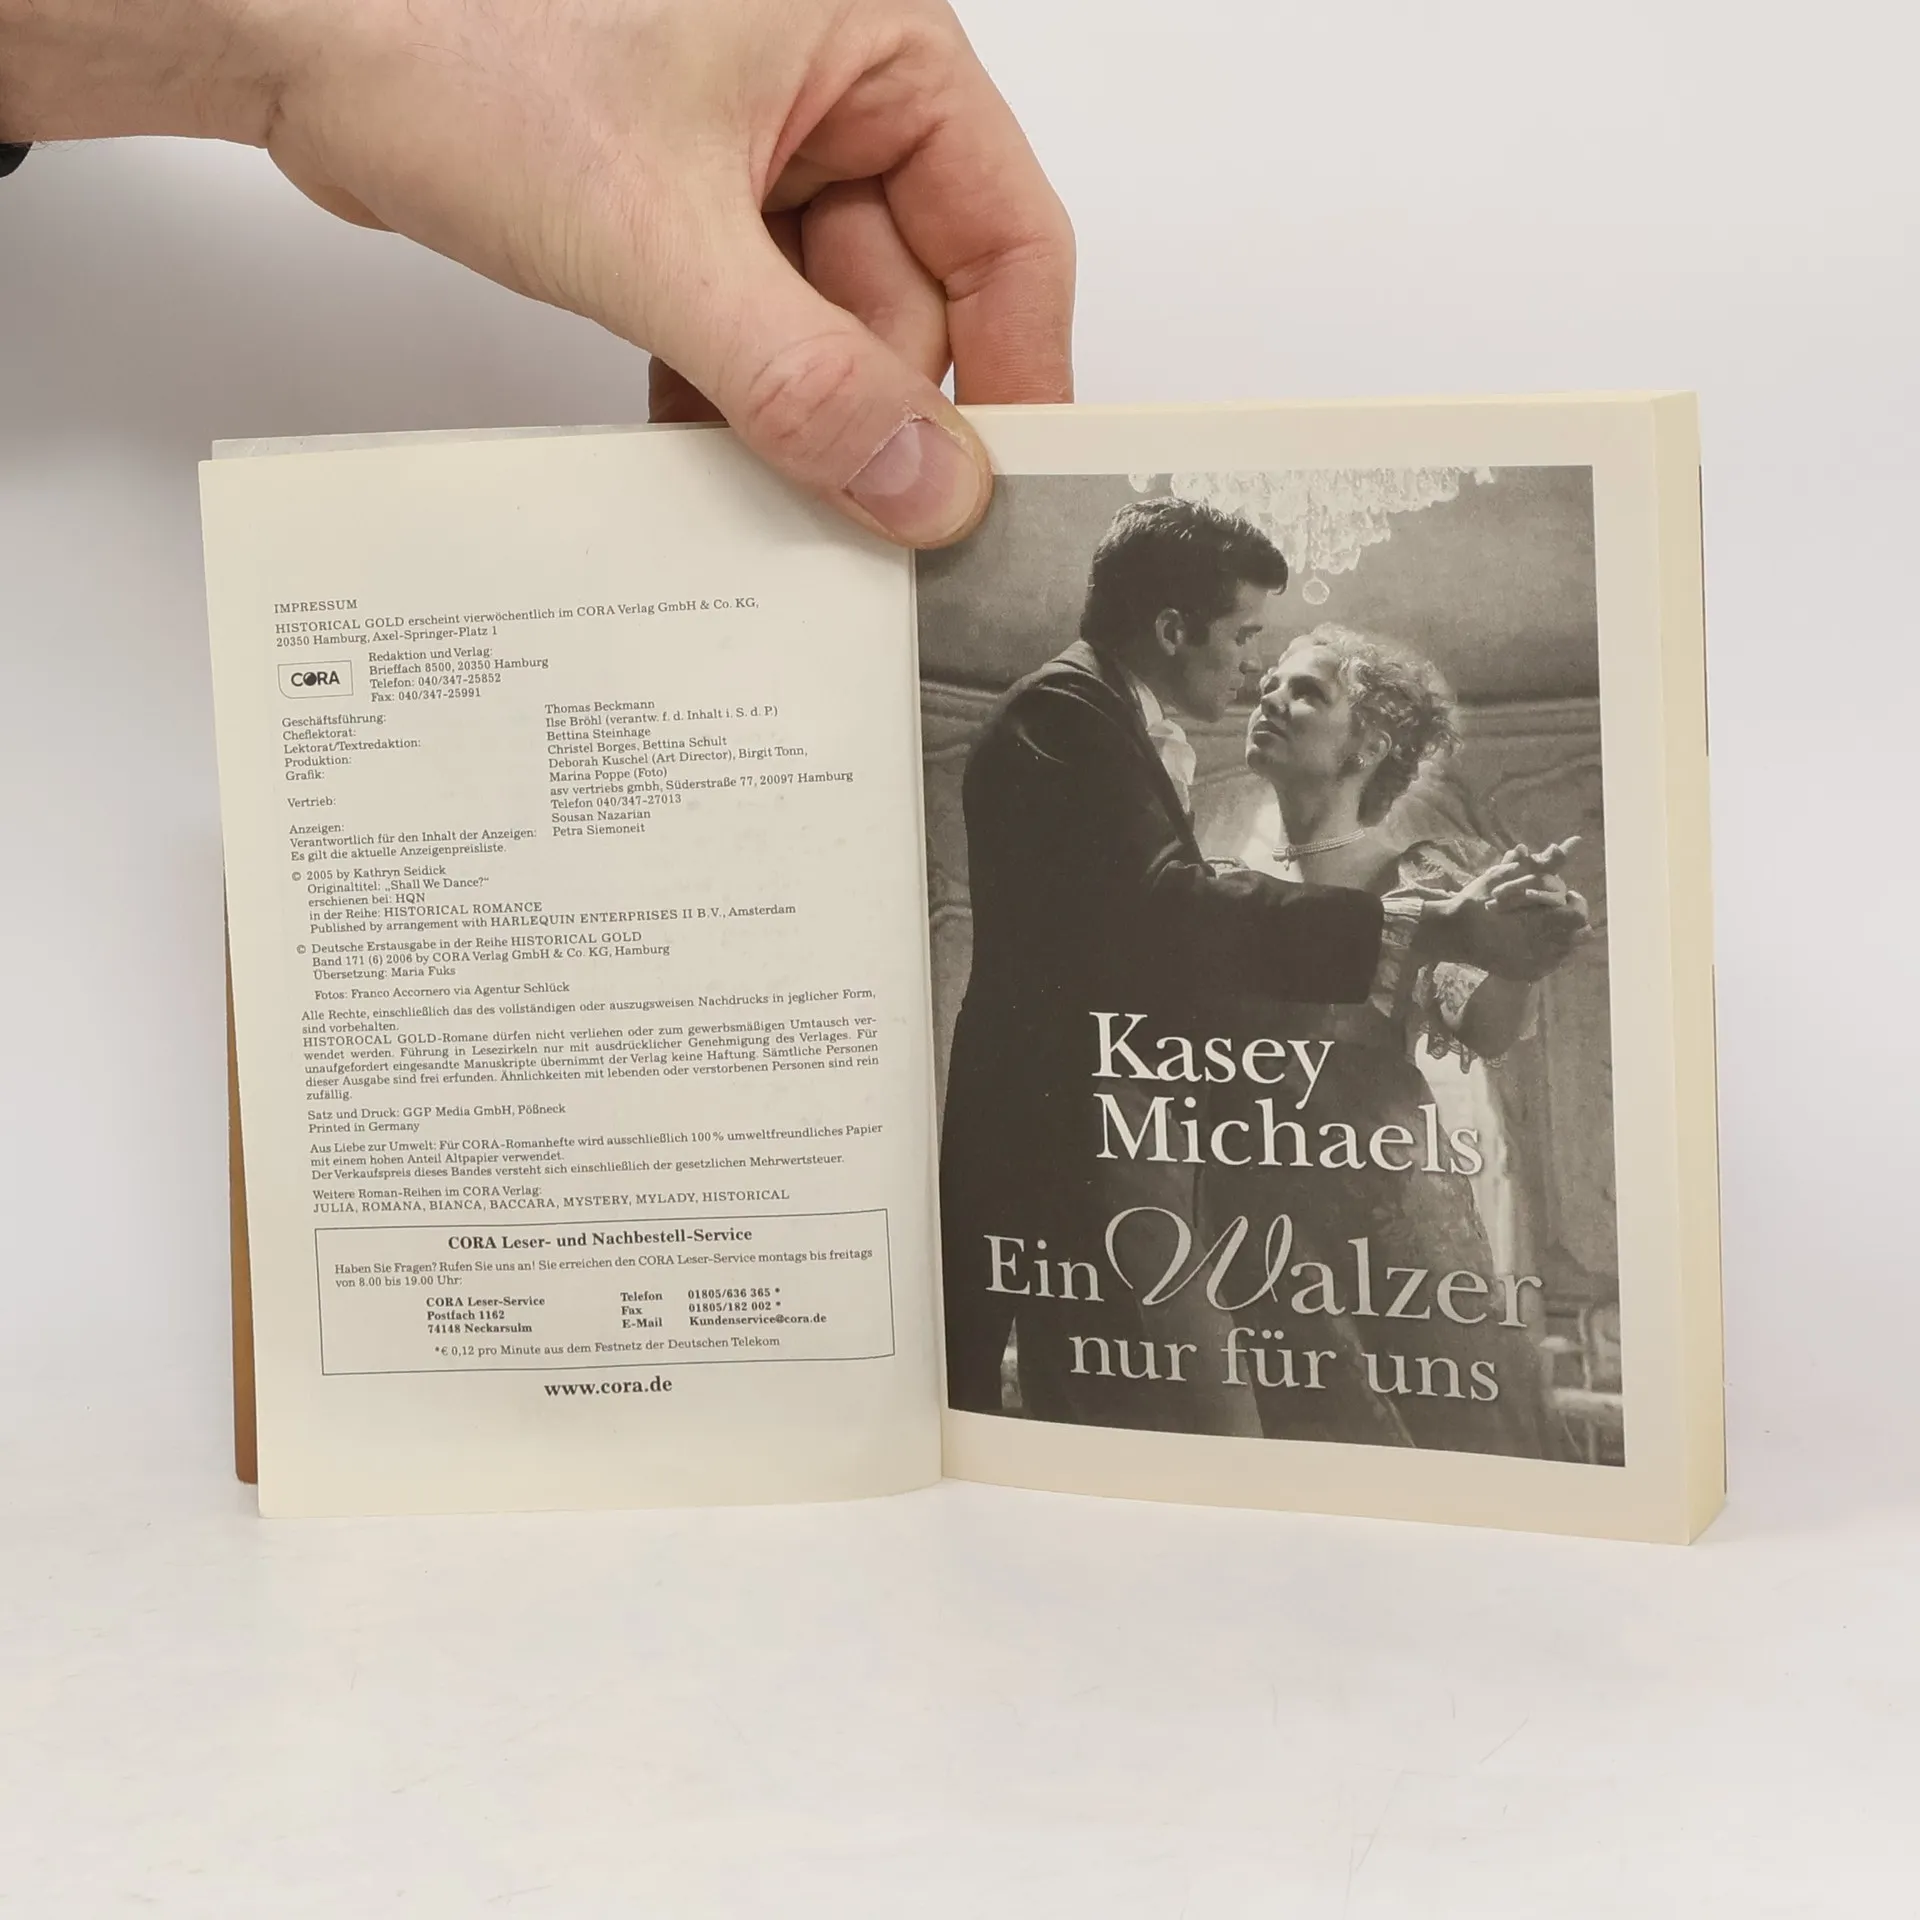 IMPRESSUM
HISTORICAL GOLD erscheint vierwöchentlich im CORA Verlag GmbH & Co. KG,
20350 Hamburg, Axel-Springer-Platz 1
CORA
Redaktion und Verlag:
Brieffach 8500, 20350 Hamburg
Telefon: 040/347-25852
Fax: 040/347-25991
Geschäftsführung: Thomas Beckmann
Cheflektorat: Ilse Bröhl (verantw. f. d. Inhalt i. S. d. P.)
Lektorat/Textredaktion: Bettina Steinhage
Produktion: Christel Borges, Bettina Schult
Grafik: Deborah Kuschel (Art Director), Birgit Tonn,
Marina Poppe (Foto)
Vertrieb: asv vertriebs gmbh, Süderstraße 77, 20097 Hamburg
Telefon 040/347-27013
Anzeigen: Sousan Nazarian
Verantwortlich für den Inhalt der Anzeigen: Petra Siemoneit
Es gilt die aktuelle Anzeigenpreisliste.
© 2005 by Kathryn Seidick
Originaltitel: „Shall We Dance?“
erschienen bei: HQN
in der Reihe: HISTORICAL ROMANCE
Published by arrangement with HARLEQUIN ENTERPRISES II B.V., Amsterdam
© Deutsche Erstausgabe in der Reihe HISTORICAL GOLD
Band 171 (6) 2006 by CORA Verlag GmbH & Co. KG, Hamburg
Übersetzung: Maria Fuks
Fotos: Franco Accornero via Agentur Schlück
Alle Rechte, einschließlich das des vollständigen oder auszugsweisen Nachdrucks in jeglicher Form,
sind vorbehalten.
HISTOROCAL GOLD-Romane dürfen nicht verliehen oder zum gewerbsmäßigen Umtausch ver-
wendet werden. Führung in Lesezirkeln nur mit ausdrücklicher Genehmigung des Verlages. Für
unaufgefordert eingesandte Manuskripte übernimmt der Verlag keine Haftung. Sämtliche Personen
dieser Ausgabe sind frei erfunden. Ähnlichkeiten mit lebenden oder verstorbenen Personen sind rein
zufällig.
Satz und Druck: GGP Media GmbH, Pößneck
Printed in Germany
Aus Liebe zur Umwelt: Für CORA-Romanhefte wird ausschließlich 100% umweltfreundliches Papier
mit einem hohen Anteil Altpapier verwendet.
Der Verkaufspreis dieses Bandes versteht sich einschließlich der gesetzlichen Mehrwertsteuer.
Weitere Roman-Reihen im CORA Verlag:
JULIA, ROMANA, BIANCA, BACCARA, MYSTERY, MYLADY, HISTORICAL
CORA Leser- und Nachbestell-Service
Haben Sie Fragen? Rufen Sie uns an! Sie erreichen den CORA Leser-Service montags bis freitags
von 8.00 bis 19.00 Uhr:
CORA Leser-Service Telefon 01805/636 365 *
Postfach 1162 Fax 01805/182 002 *
74148 Neckarsulm E-Mail Kundenservice@cora.de
*€ 0,12 pro Minute aus dem Festnetz der Deutschen Telekom
www.cora.de
Kasey
Michaels
Ein Walzer
nur für uns